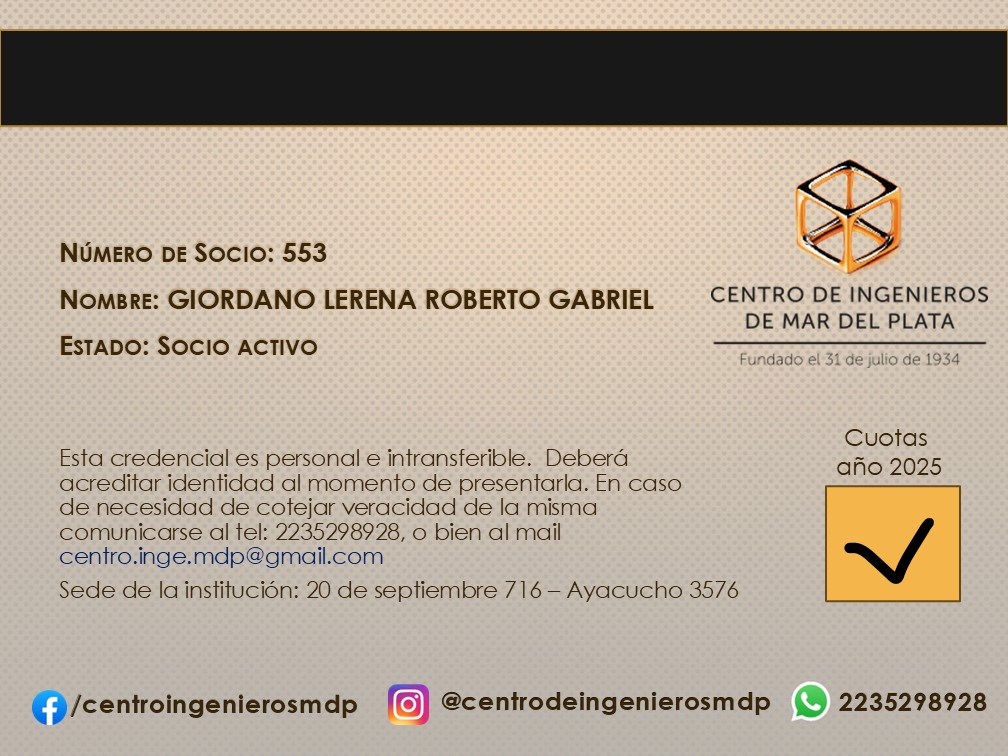 Número de Socio: 553
Nombre: GIORDANO LERENA ROBERTO GABRIEL
Estado: Socio activo
CENTRO DE INGENIEROS
DE MAR DEL PLATA
Fundado el 31 de julio de 1934
Esta credencial es personal e intransferible.  Deberá
acreditar identidad al momento de presentarla. En caso
de necesidad de cotejar veracidad de la misma
comunicarse al tel: 2235298928, o bien al mail
centro.inge.mdp@gmail.com
Sede de la institución: 20 de septiembre 716 – Ayacucho 3576
Cuotas
año 2025
/centroingenierosmdp
@centrodeingenierosmdp
2235298928